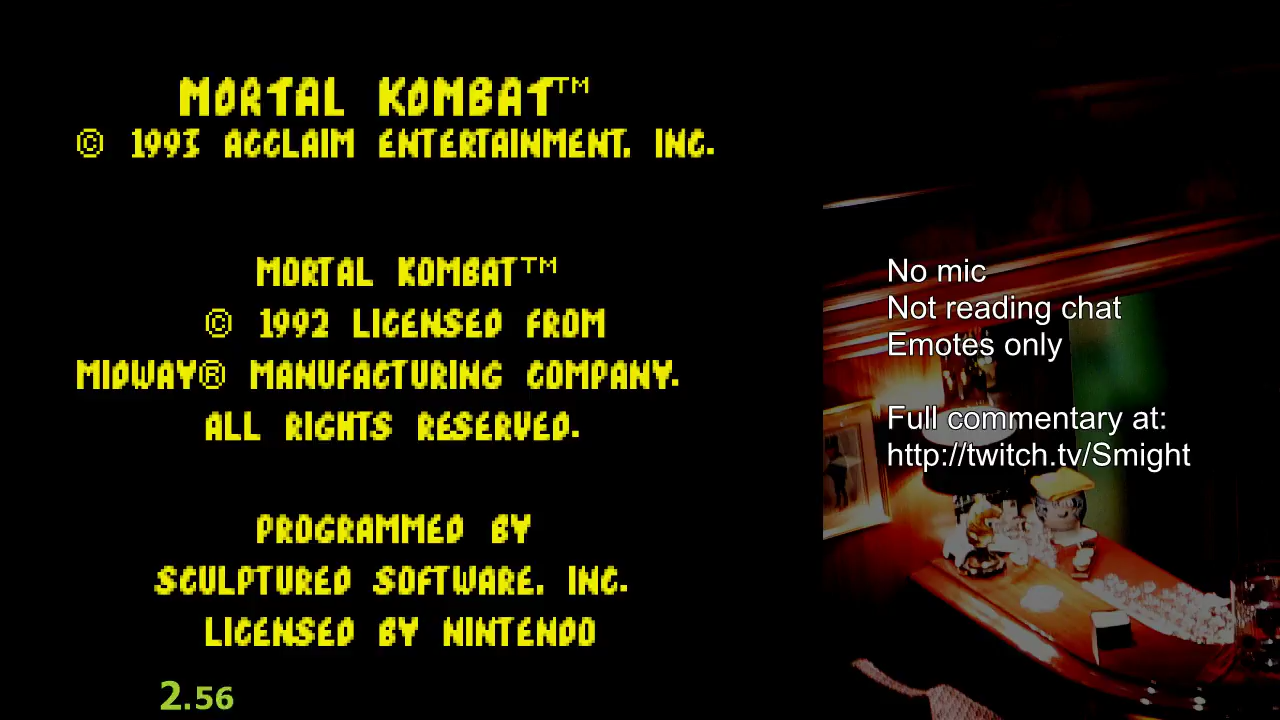 MORTAL KOMBAT™
© 1993 ACCLAIM ENTERTAINMENT, INC.
MORTAL KOMBAT™
© 1992 LICENSED FROM
MIDWAY® MANUFACTURING COMPANY.
ALL RIGHTS RESERVED.
PROGRAMMED BY
SCULPTURED SOFTWARE, INC.
LICENSED BY NINTENDO
2.56
No mic
Not reading chat
Emotes only
Full commentary at:
http://twitch.tv/Smight